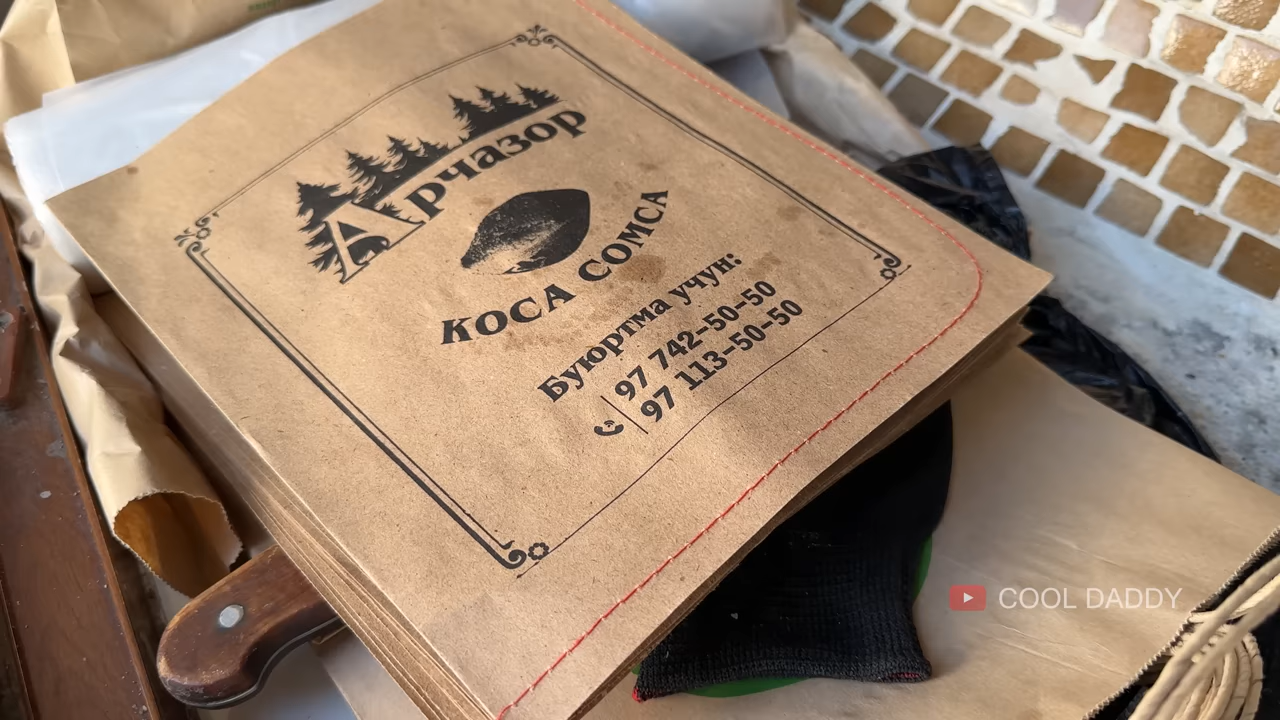 Арчазор
КОСА СОМСА
Буюртма учун:
97 742-50-50
97 113-50-50
COOL DADDY